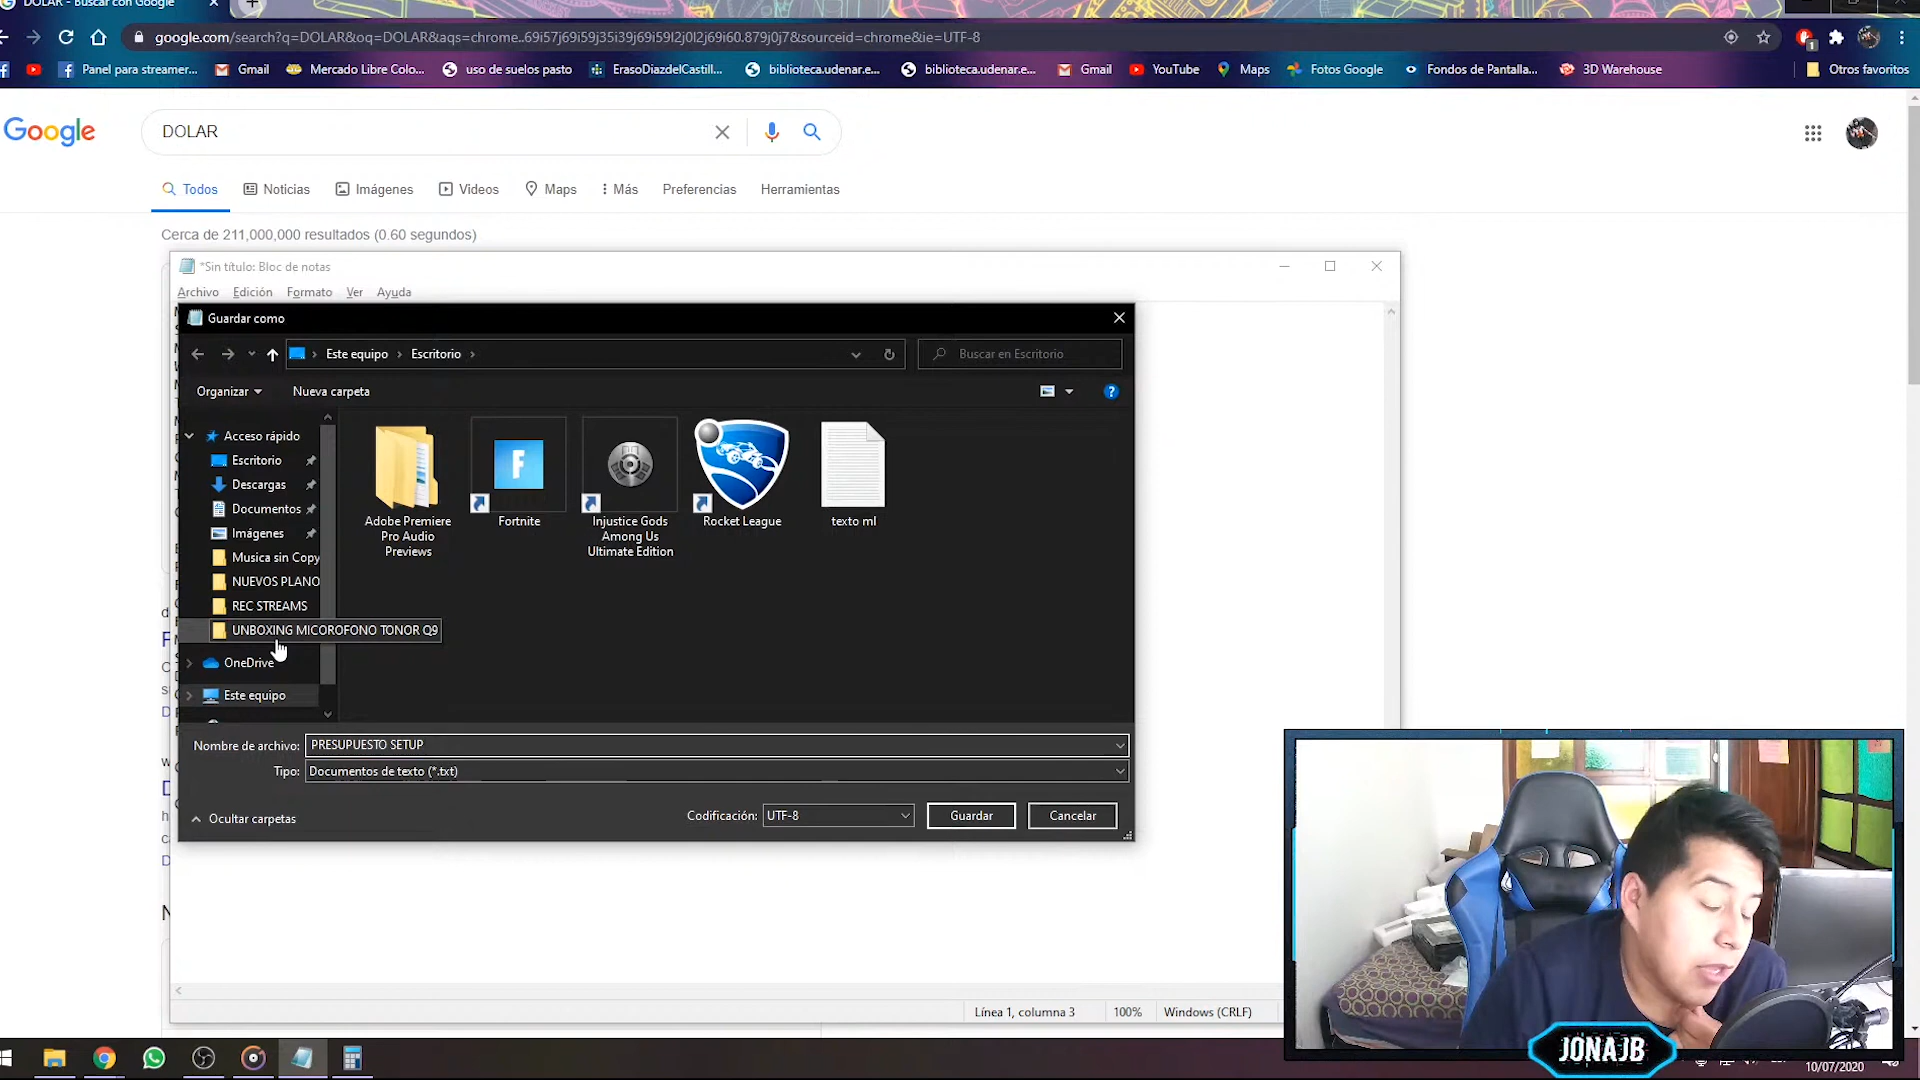 DOLAR - Buscar con Google
google.com/search?q=DOLAR&oq=DOLAR&aqs=chrome..69i57j69i59j35i39j69i59l2j0l2j69i60.879j0j7&sourceid=chrome&ie=UTF-8
Panel para streamer... Gmail Mercado Libre Colo... uso de suelos pasto ErasoDiazdelCastill... biblioteca.udenar.e... biblioteca.udenar.e... Gmail YouTube Maps Fotos Google Fondos de Pantalla... 3D Warehouse Otros favoritos
Google DOLAR
Todos Noticias Imágenes Videos Maps Más Preferencias Herramientas
Cerca de 211,000,000 resultados (0.60 segundos)
*Sin título: Bloc de notas
Archivo Edición Formato Ver Ayuda
Guardar como
Este equipo Escritorio Buscar en Escritorio
Organizar Nueva carpeta
Acceso rápido
Escritorio
Descargas
Documentos
Imágenes
Musica sin Copy
NUEVOS PLANO
REC STREAMS
UNBOXING MICOROFONO TONOR Q9
OneDrive
Este equipo
Adobe Premiere Pro Audio Previews
F
Fortnite
Injustice Gods Among Us Ultimate Edition
Rocket League
texto ml
Nombre de archivo: PRESUPUESTO SETUP
Tipo: Documentos de texto (*.txt)
Ocultar carpetas Codificación: UTF-8 Guardar Cancelar
Línea 1, columna 3 100% Windows (CRLF)
JONAJB
10/07/2020